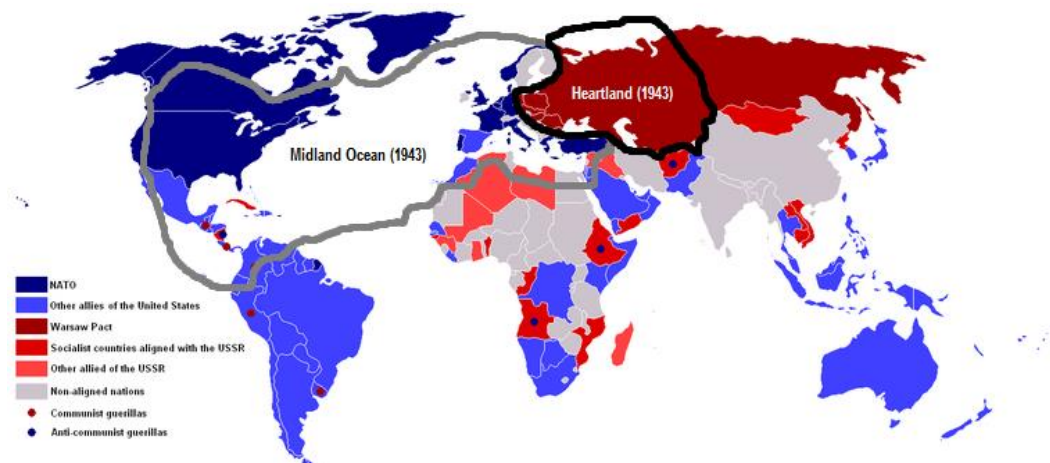 Heartland (1943)
Midland Ocean (1943)
NATO
Other allies of the United States
Warsaw Pact
Socialist countries aligned with the USSR
Other allied of the USSR
Non-aligned nations
Communist guerillas
Anti-communist guerillas